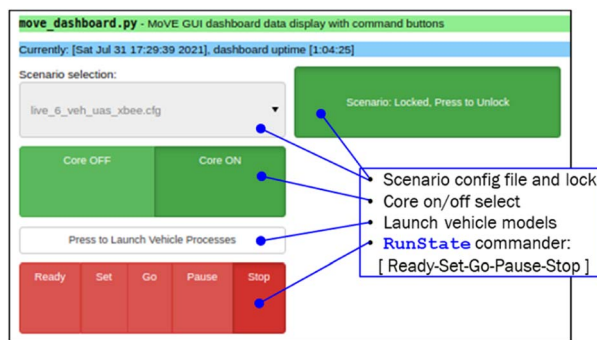 move_dashboard.py - MoVE GUI dashboard data display with command buttons
Currently: [Sat Jul 31 17:29:39 2021], dashboard uptime [1:04:25]
Scenario selection:
live_6_veh_uas_xbee.cfg
Scenario: Locked, Press to Unlock
Core OFF
Core ON
Press to Launch Vehicle Processes
Ready Set Go Pause Stop
• Scenario config file and lock
• Core on/off select
• Launch vehicle models
• RunState commander:
[ Ready-Set-Go-Pause-Stop ]